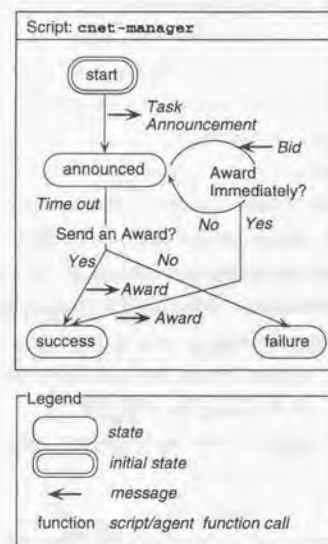 Script: cnet-manager
start
Task
Announcement
Bid
announced
Award
Immediately?
Time out
No
Yes
Send an Award?
Yes
No
Award
Award
success
failure
Legend
state
initial state
message
function script/agent function call